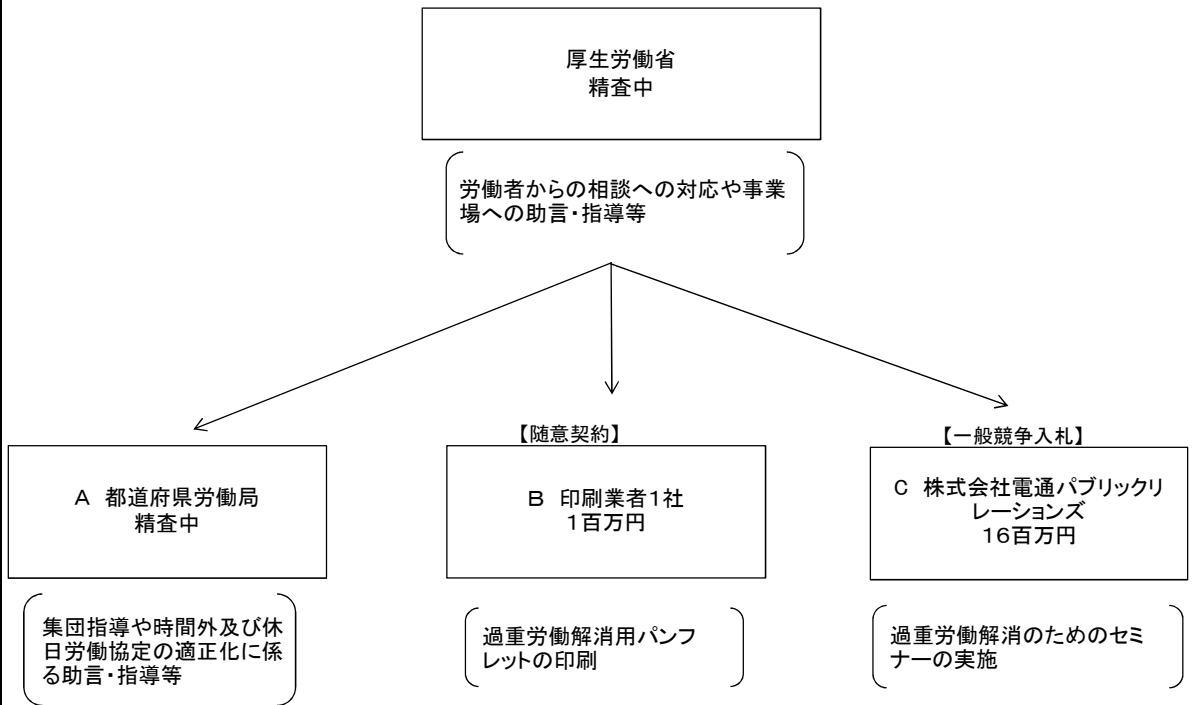 厚生労働省
精査中
労働者からの相談への対応や事業
場への助言・指導等
【随意契約】
【一般競争入札】
A 都道府県労働局
精査中
B 印刷業者1社
1百万円
C 株式会社電通パブリックリ
レーションズ
16百万円
集団指導や時間外及び休
日労働協定の適正化に係
る助言・指導等
過重労働解消用パンフ
レットの印刷
過重労働解消のためのセミ
ナーの実施